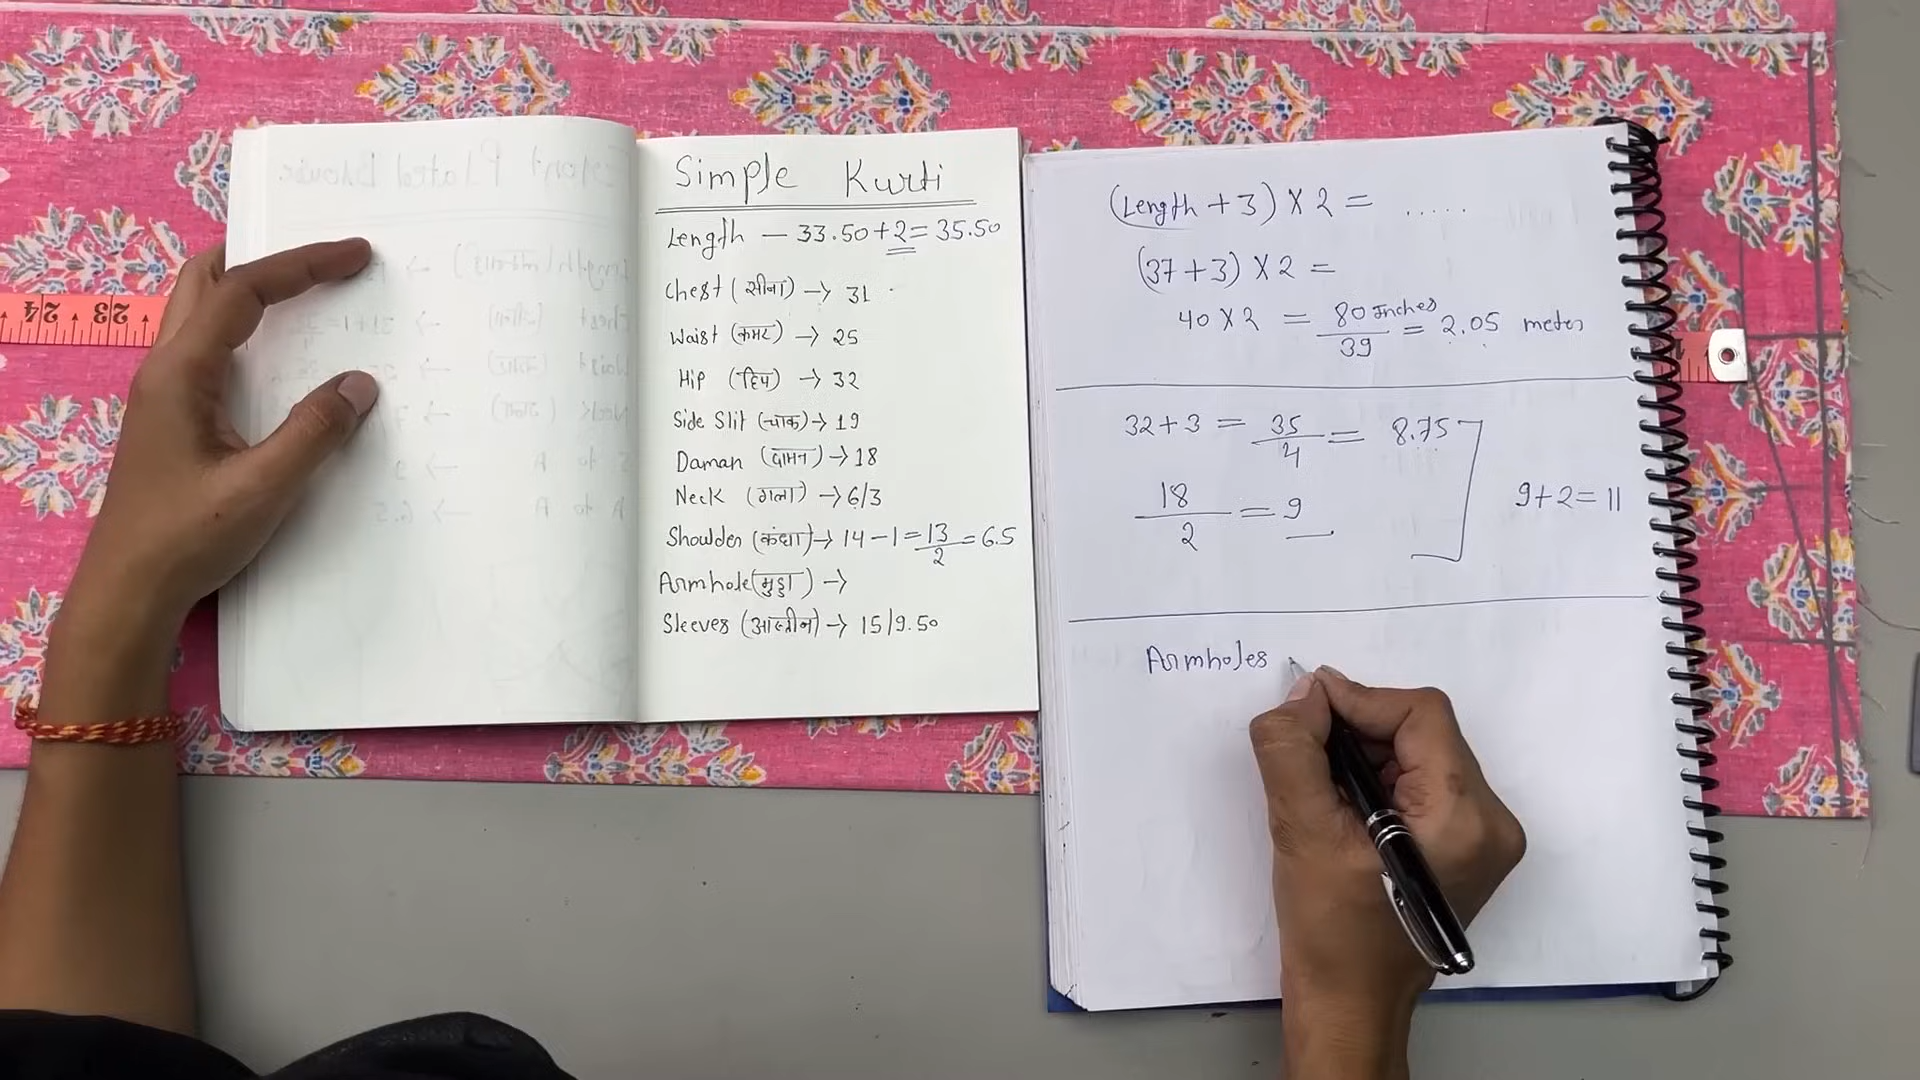 Simple Kurti
Length — 33.50+2=35.50
Chest (सीना) → 31
Waist (कमर) → 25
Hip (हिप) → 32
Side Slit (चाक) → 19
Daman (दामन) → 18
Neck (गला) → 6/3
Shoulder (कंधा) → 14-1=13/2=6.5
Armhole (मुड्डा) →
Sleeves (आस्तीन) → 15/9.50
(Length + 3) X 2 = .....
(37+3) X 2 =
40 X 2 = 80 Inches/39 = 2.05 meter
32+3 = 35/4 = 8.75
18/2 = 9
9+2=11
Armholes
24 23